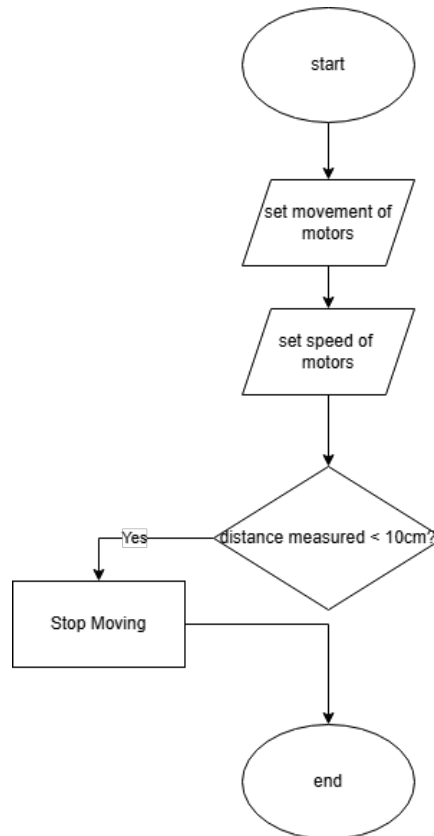 start
set movement of
motors
set speed of
motors
distance measured < 10cm?
Yes
Stop Moving
end